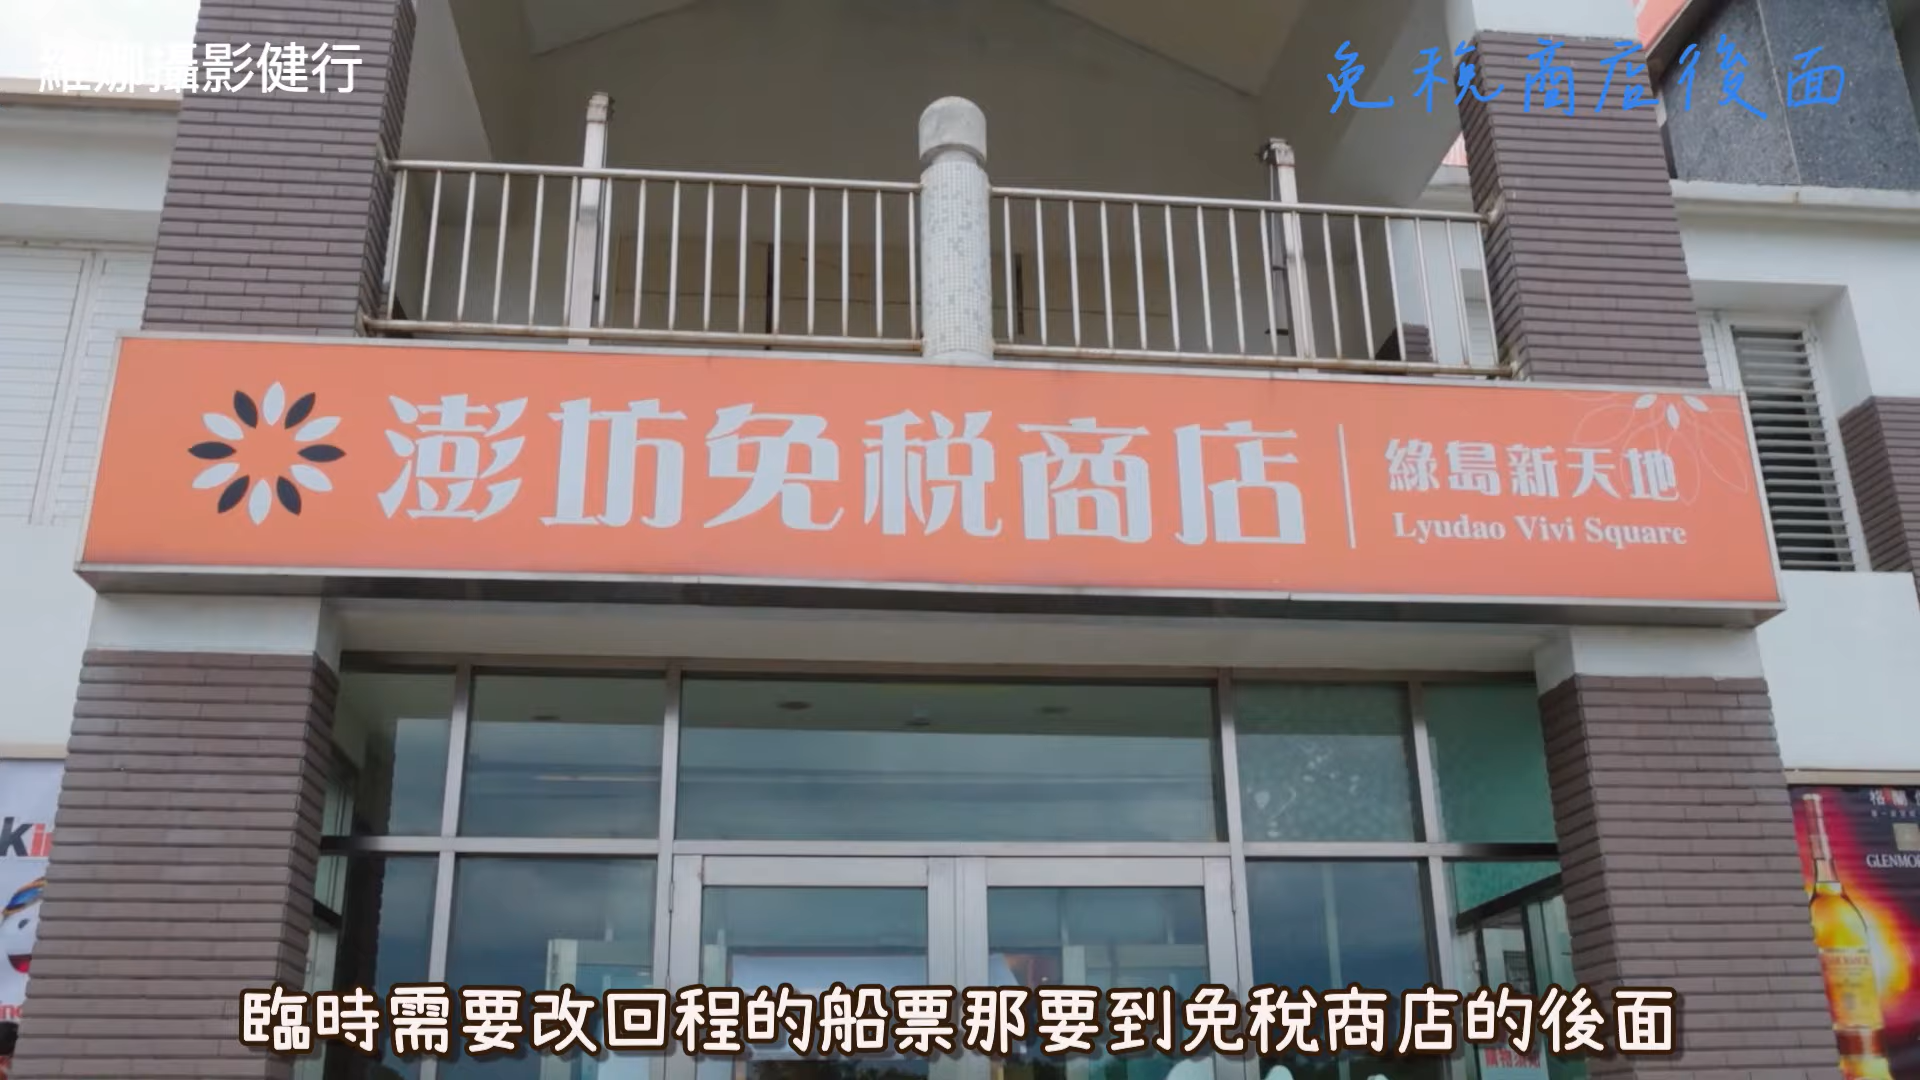 羅娜攝影健行
免稅商店後面
澎坊免税商店
綠島新天地
Lyudao Vivi Square
臨時需要改回程的船票那要到免稅商店的後面